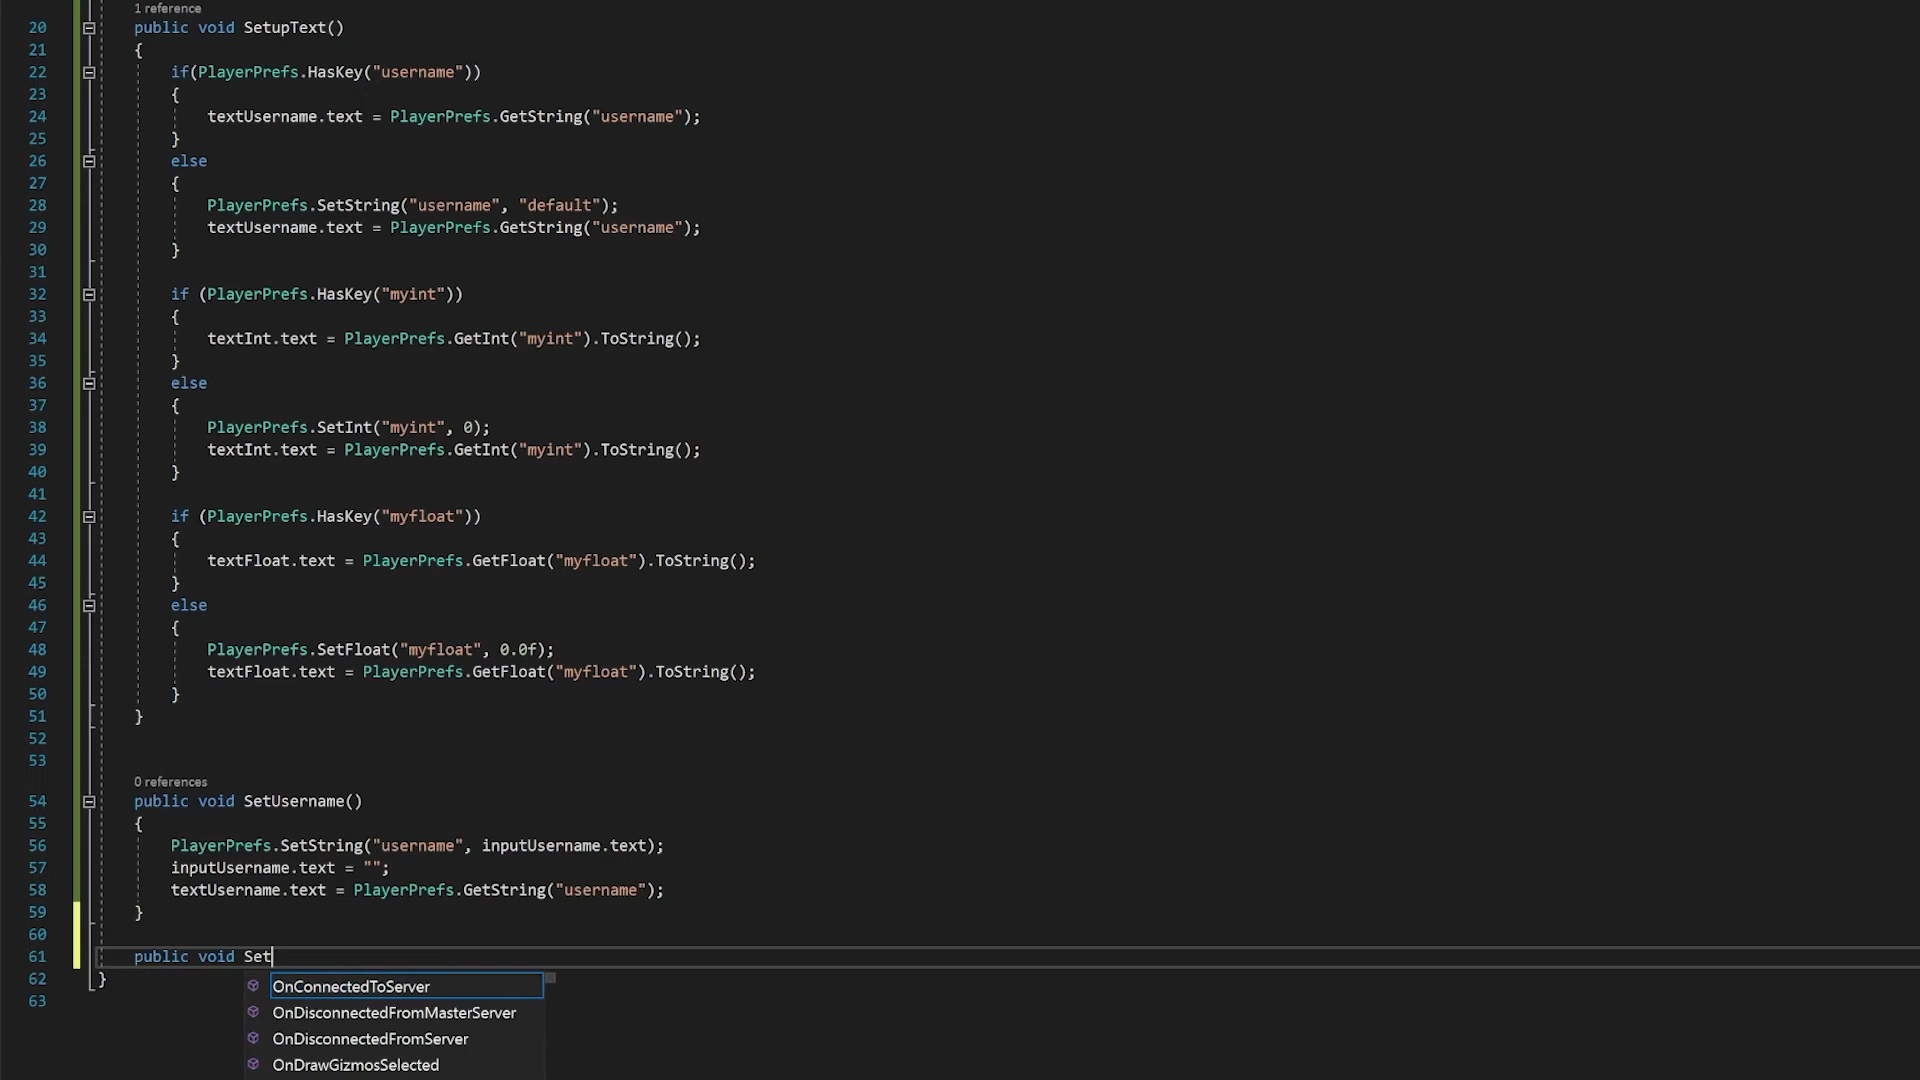 1 reference
20 public void SetupText()
21 {
22 if(PlayerPrefs.HasKey("username"))
23 {
24 textUsername.text = PlayerPrefs.GetString("username");
25 }
26 else
27 {
28 PlayerPrefs.SetString("username", "default");
29 textUsername.text = PlayerPrefs.GetString("username");
30 }
31
32 if (PlayerPrefs.HasKey("myint"))
33 {
34 textInt.text = PlayerPrefs.GetInt("myint").ToString();
35 }
36 else
37 {
38 PlayerPrefs.SetInt("myint", 0);
39 textInt.text = PlayerPrefs.GetInt("myint").ToString();
40 }
41
42 if (PlayerPrefs.HasKey("myfloat"))
43 {
44 textFloat.text = PlayerPrefs.GetFloat("myfloat").ToString();
45 }
46 else
47 {
48 PlayerPrefs.SetFloat("myfloat", 0.0f);
49 textFloat.text = PlayerPrefs.GetFloat("myfloat").ToString();
50 }
51 }
52
53
0 references
54 public void SetUsername()
55 {
56 PlayerPrefs.SetString("username", inputUsername.text);
57 inputUsername.text = "";
58 textUsername.text = PlayerPrefs.GetString("username");
59 }
60
61 public void Set
62 }
63
OnConnectedToServer
OnDisconnectedFromMasterServer
OnDisconnectedFromServer
OnDrawGizmosSelected